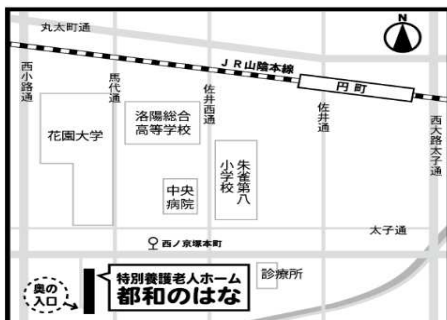 丸太町通
N
JR山陰本線
円町
西小路通
馬代通
佐井西通
佐井通
西大路太子通
花園大学
洛陽総合
高等学校
朱雀第八
小学校
中央
病院
太子通
西ノ京塚本町
診療所
奥の
入口
特別養護老人ホーム
都和のはな